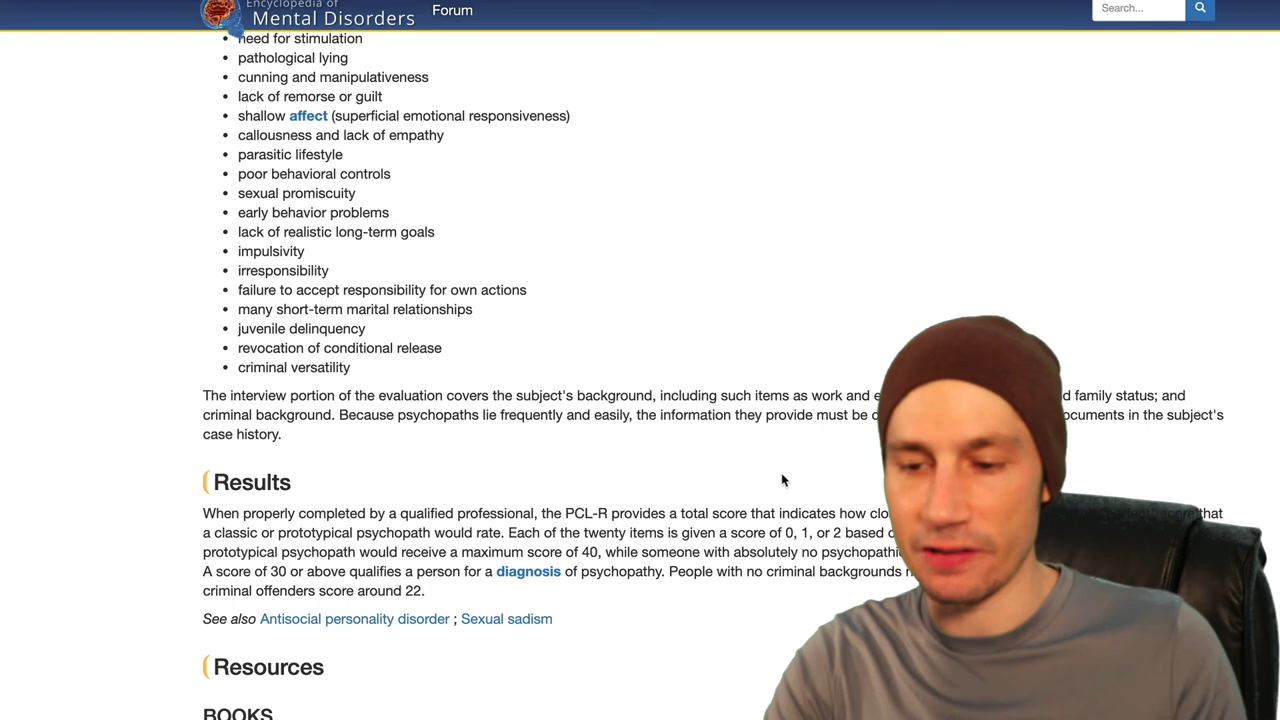 Encyclopedia of
Mental Disorders
Forum
Search...
need for stimulation
pathological lying
cunning and manipulativeness
lack of remorse or guilt
shallow affect (superficial emotional responsiveness)
callousness and lack of empathy
parasitic lifestyle
poor behavioral controls
sexual promiscuity
early behavior problems
lack of realistic long-term goals
impulsivity
irresponsibility
failure to accept responsibility for own actions
many short-term marital relationships
juvenile delinquency
revocation of conditional release
criminal versatility
The interview portion of the evaluation covers the subject's background, including such items as work and family status; and
criminal background. Because psychopaths lie frequently and easily, the information they provide must be documents in the subject's
case history.
Results
When properly completed by a qualified professional, the PCL-R provides a total score that indicates how that
a classic or prototypical psychopath would rate. Each of the twenty items is given a score of 0, 1, or 2 based
prototypical psychopath would receive a maximum score of 40, while someone with absolutely no
A score of 30 or above qualifies a person for a diagnosis of psychopathy. People with no criminal backgrounds
criminal offenders score around 22.
See also Antisocial personality disorder ; Sexual sadism
Resources
BOOKS